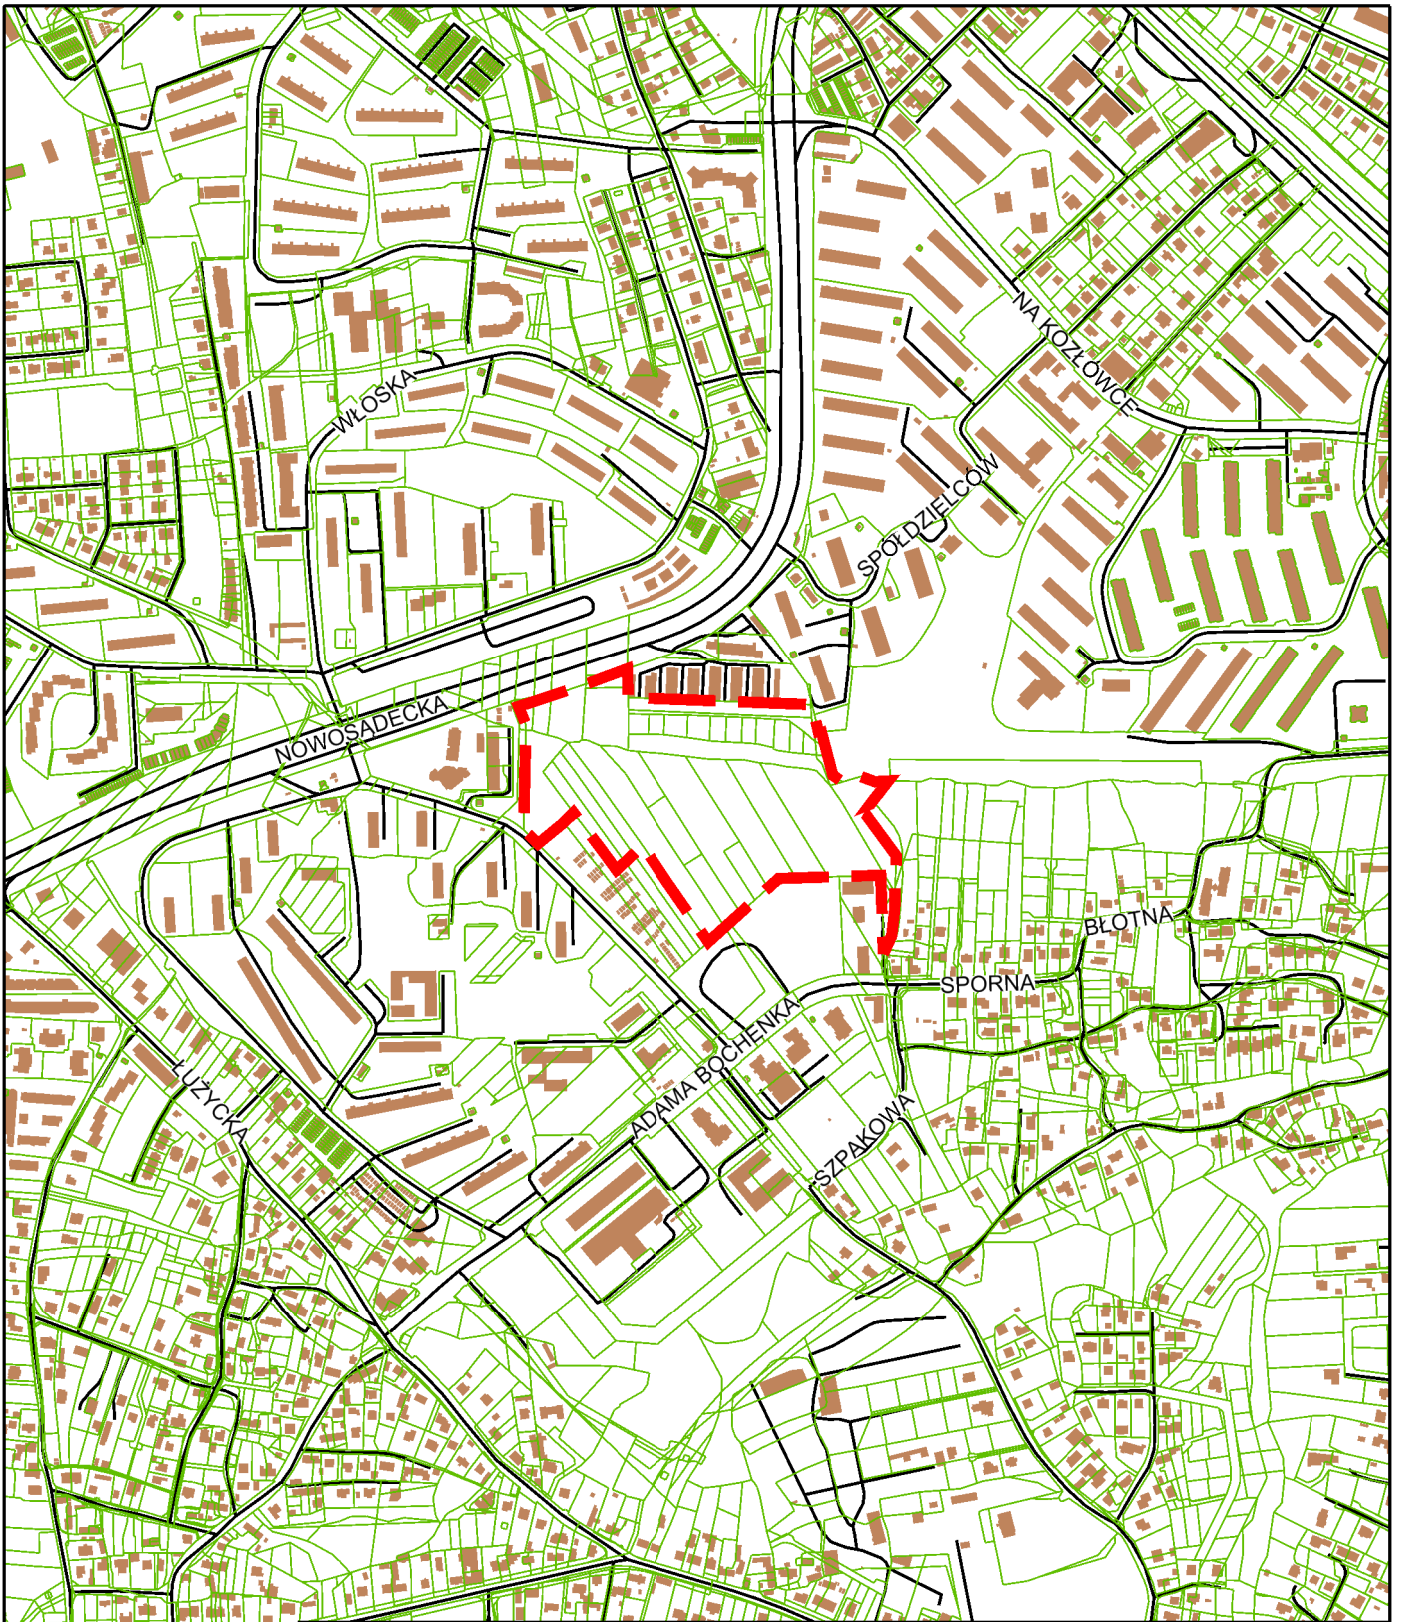 NA KOZŁÓWCE
WŁOSKA
SPÓŁDZIELCÓW
NOWOSĄDECKA
BŁOTNA
SPORNA
ADAMA BOCHENKA
ŁUŻYCKA
SZPAKOWA